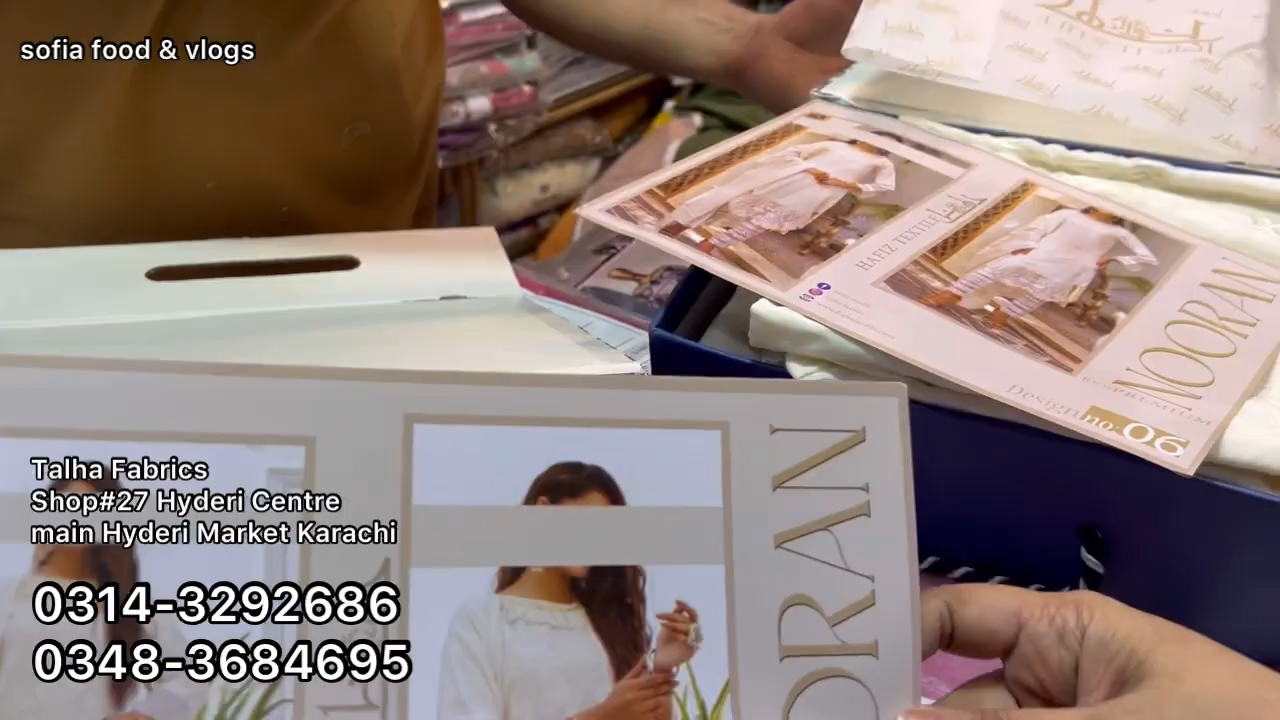 sofia food & vlogs
HAFIZ TEXTILE
NOORAN
Design no. 06
NOORAN
Talha Fabrics
Shop#27 Hyderi Centre
main Hyderi Market Karachi
0314-3292686
0348-3684695